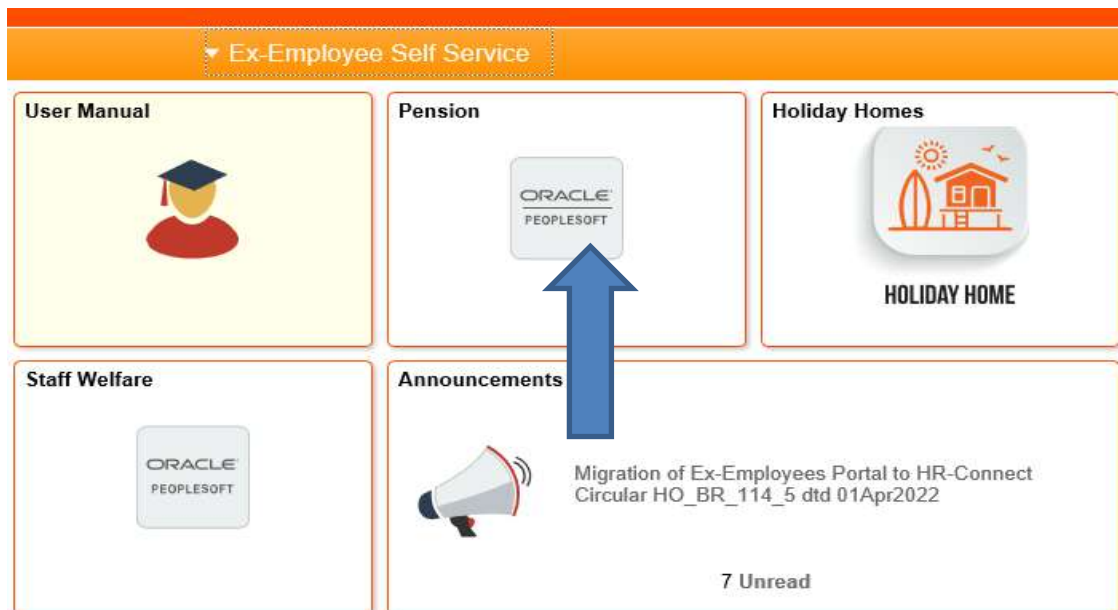 Ex-Employee Self Service
User Manual
Pension
Holiday Homes
ORACLE
PEOPLESOFT
HOLIDAY HOME
Staff Welfare
Announcements
ORACLE
PEOPLESOFT
Migration of Ex-Employees Portal to HR-Connect
Circular HO_BR_114_5 dtd 01Apr2022
7 Unread